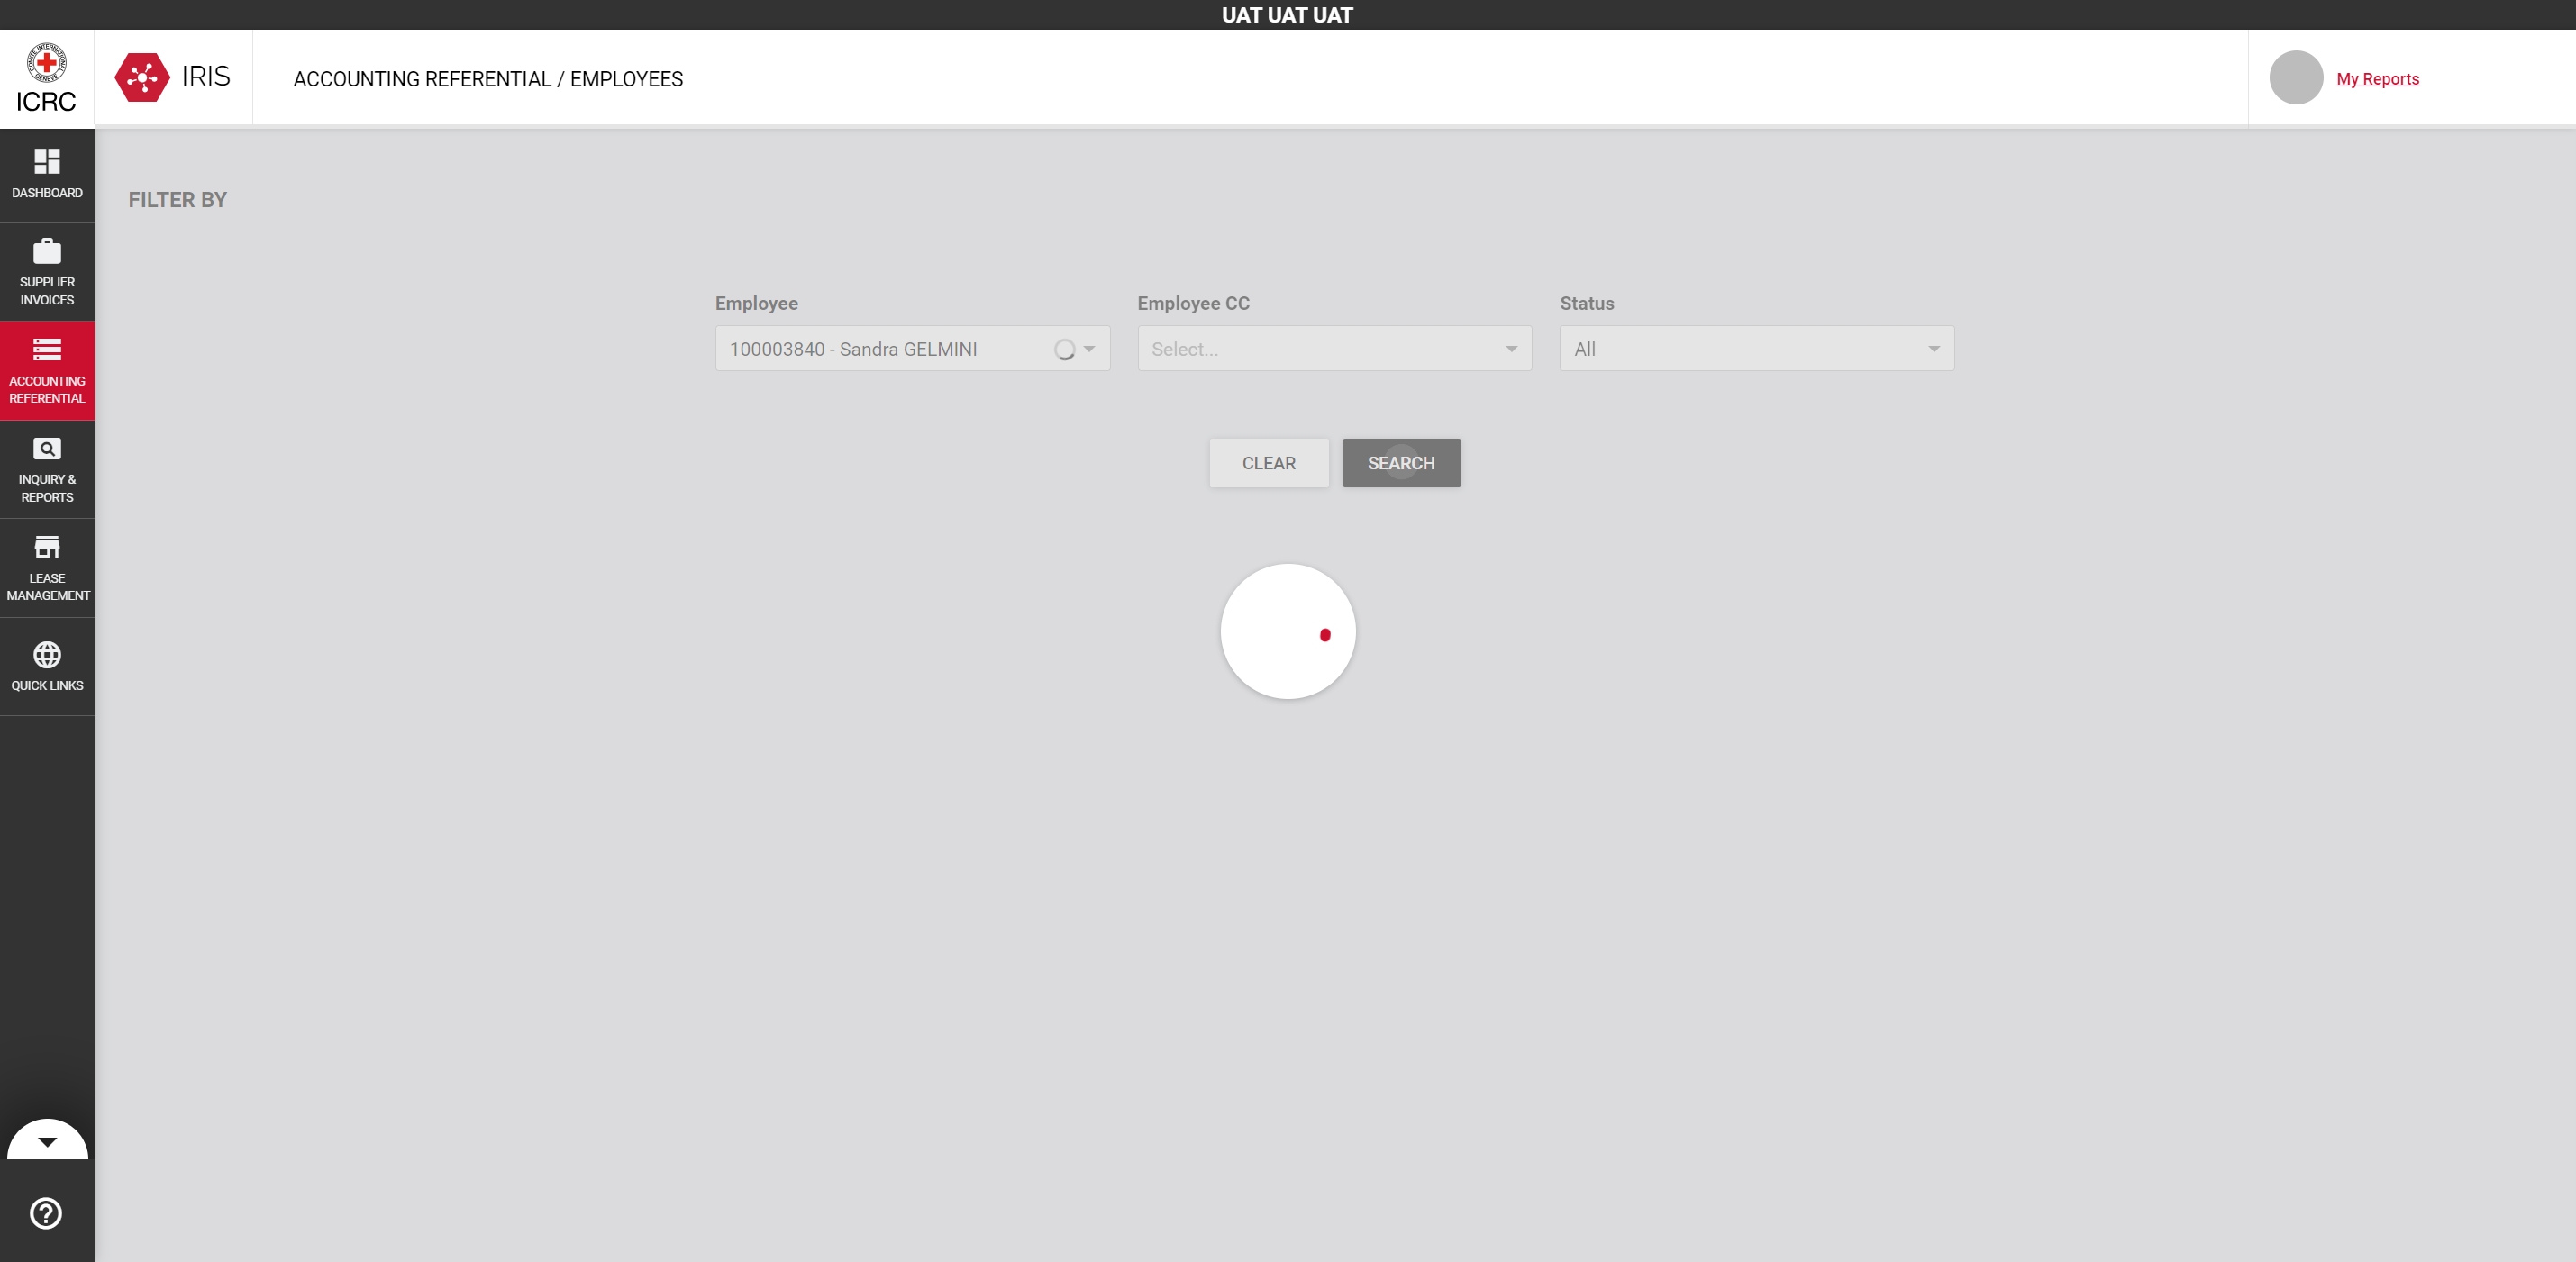 UAT UAT UAT
ICRC
IRIS
ACCOUNTING REFERENTIAL / EMPLOYEES
My Reports
DASHBOARD
SUPPLIER
INVOICES
ACCOUNTING
REFERENTIAL
INQUIRY &
REPORTS
LEASE
MANAGEMENT
QUICK LINKS
FILTER BY
Employee
100003840 - Sandra GELMINI
Employee CC
Select...
Status
All
CLEAR
SEARCH